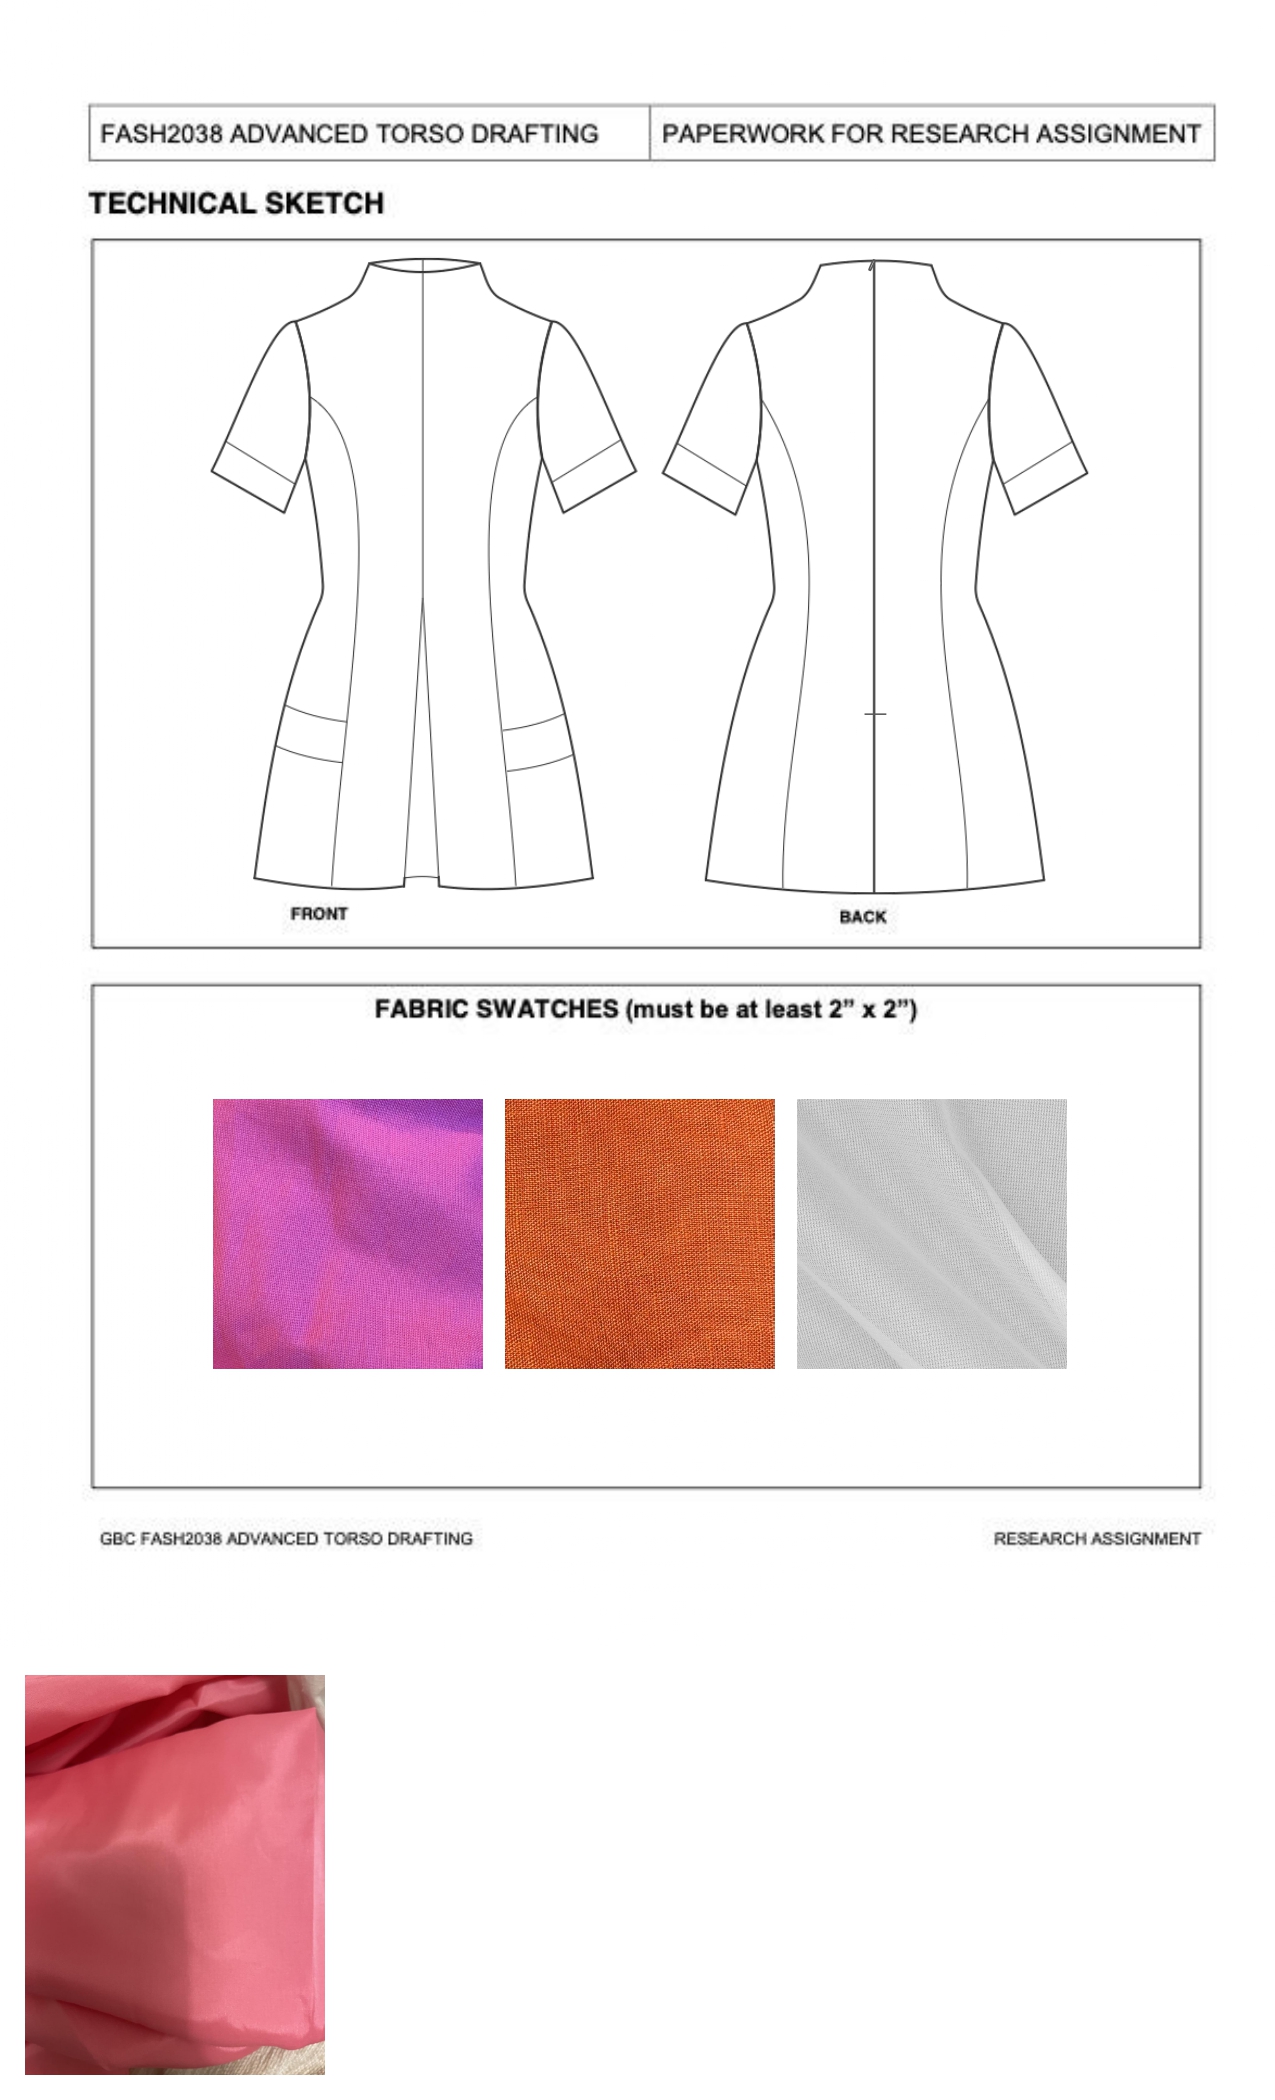 FASH2038 ADVANCED TORSO DRAFTING
PAPERWORK FOR RESEARCH ASSIGNMENT
TECHNICAL SKETCH
FRONT
BACK
FABRIC SWATCHES (must be at least 2” x 2”)
GBC FASH2038 ADVANCED TORSO DRAFTING
RESEARCH ASSIGNMENT